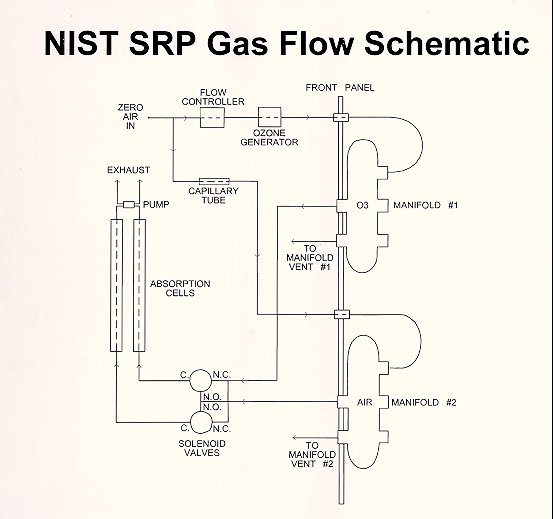 NIST SRP Gas Flow Schematic
FRONT PANEL
FLOW
CONTROLLER
ZERO
AIR
IN
OZONE
GENERATOR
EXHAUST
CAPILLARY
TUBE
PUMP
O3
MANIFOLD #1
TO
MANIFOLD
VENT #1
ABSORPTION
CELLS
C.
N.C.
N.O.
N.O.
C.
N.C.
AIR
MANIFOLD #2
SOLENOID
VALVES
TO
MANIFOLD
VENT #2